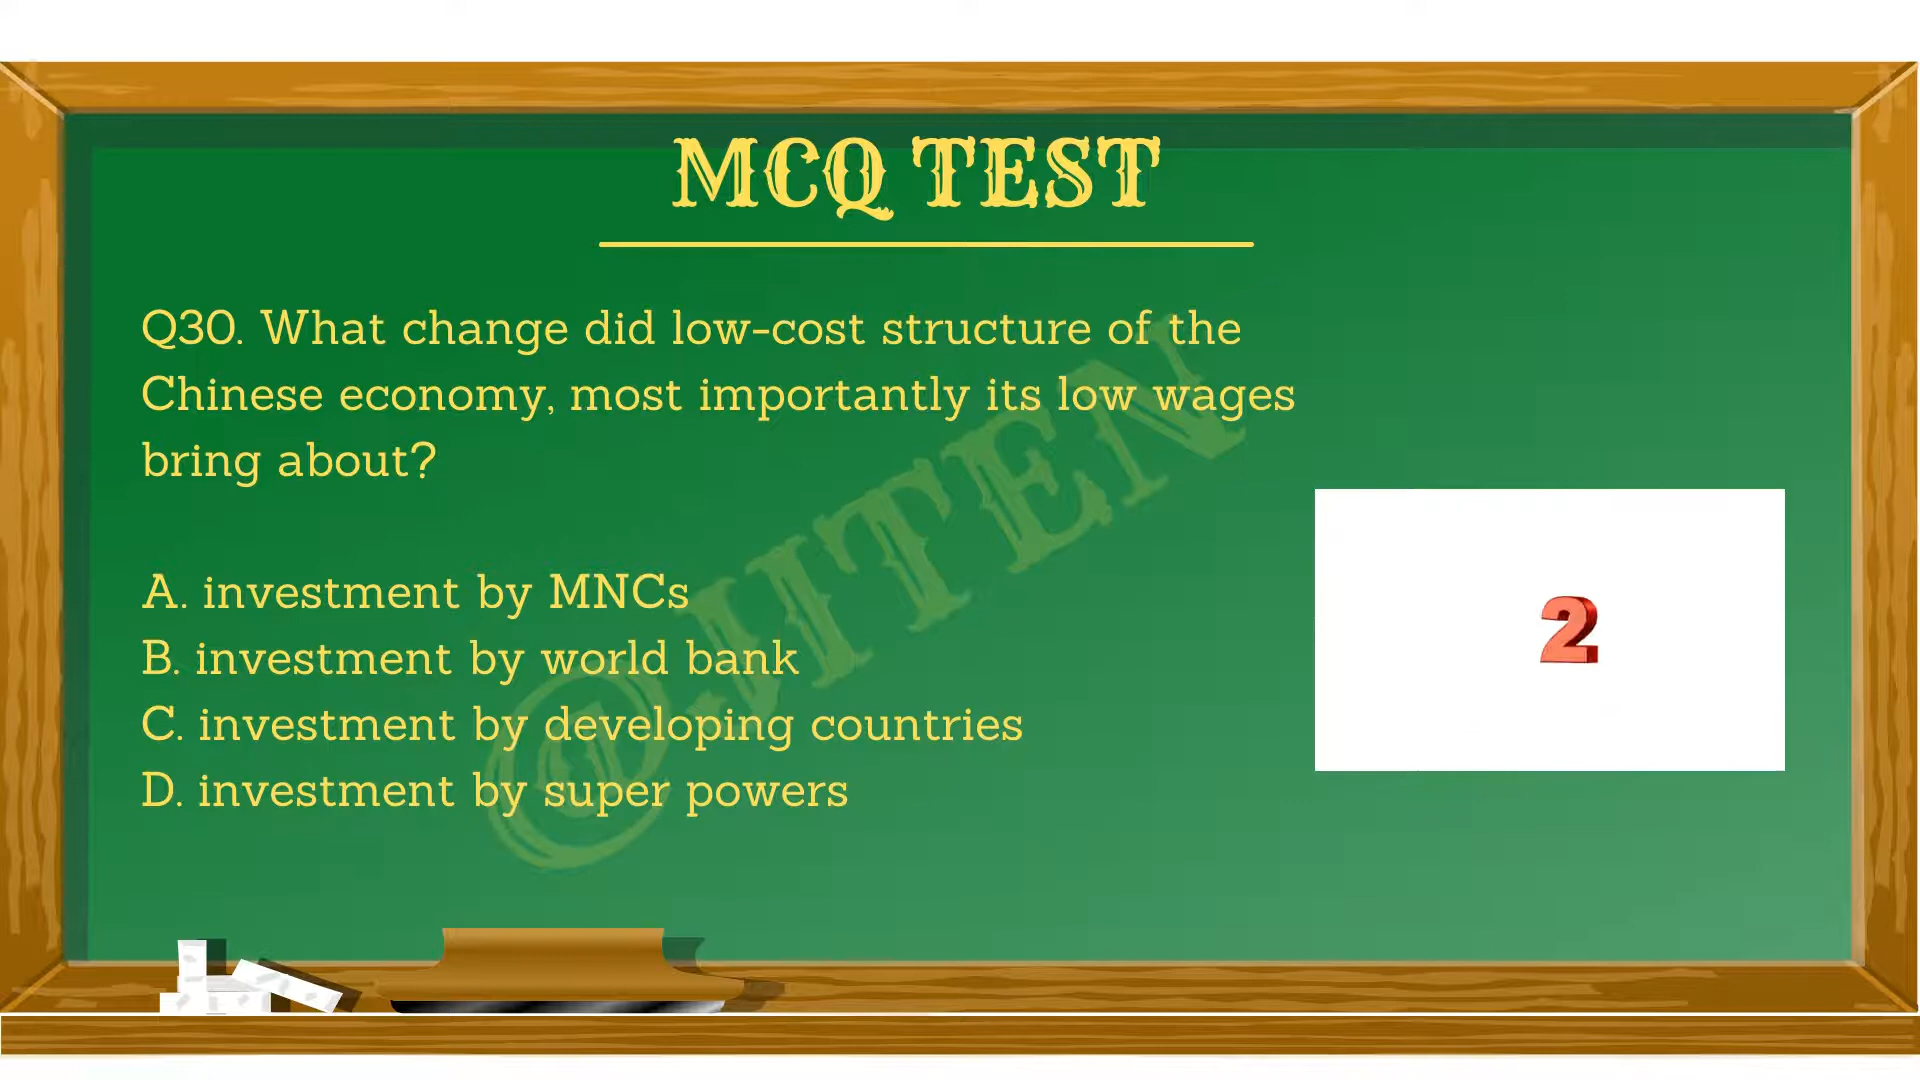 MCQ TEST
Q30. What change did low-cost structure of the
Chinese economy, most importantly its low wages
bring about?
A. investment by MNCs
B. investment by world bank
C. investment by developing countries
D. investment by super powers
2
@JITEN